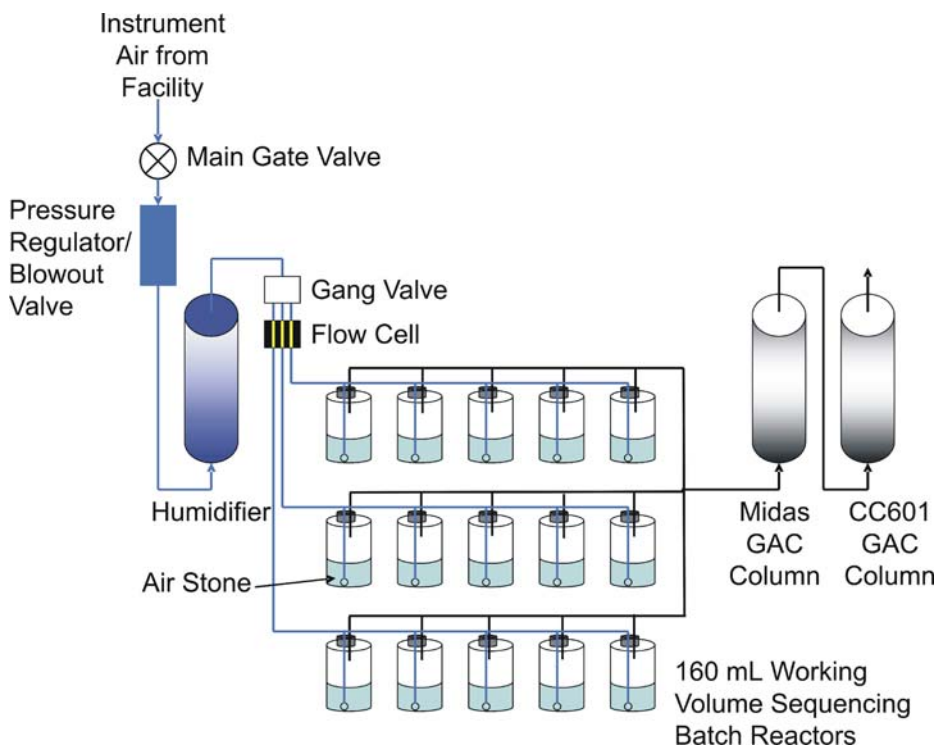 Instrument
Air from
Facility
Main Gate Valve
Pressure
Regulator/
Blowout
Valve
Gang Valve
Flow Cell
Humidifier
Air Stone
Midas
GAC
Column
CC601
GAC
Column
160 mL Working
Volume Sequencing
Batch Reactors